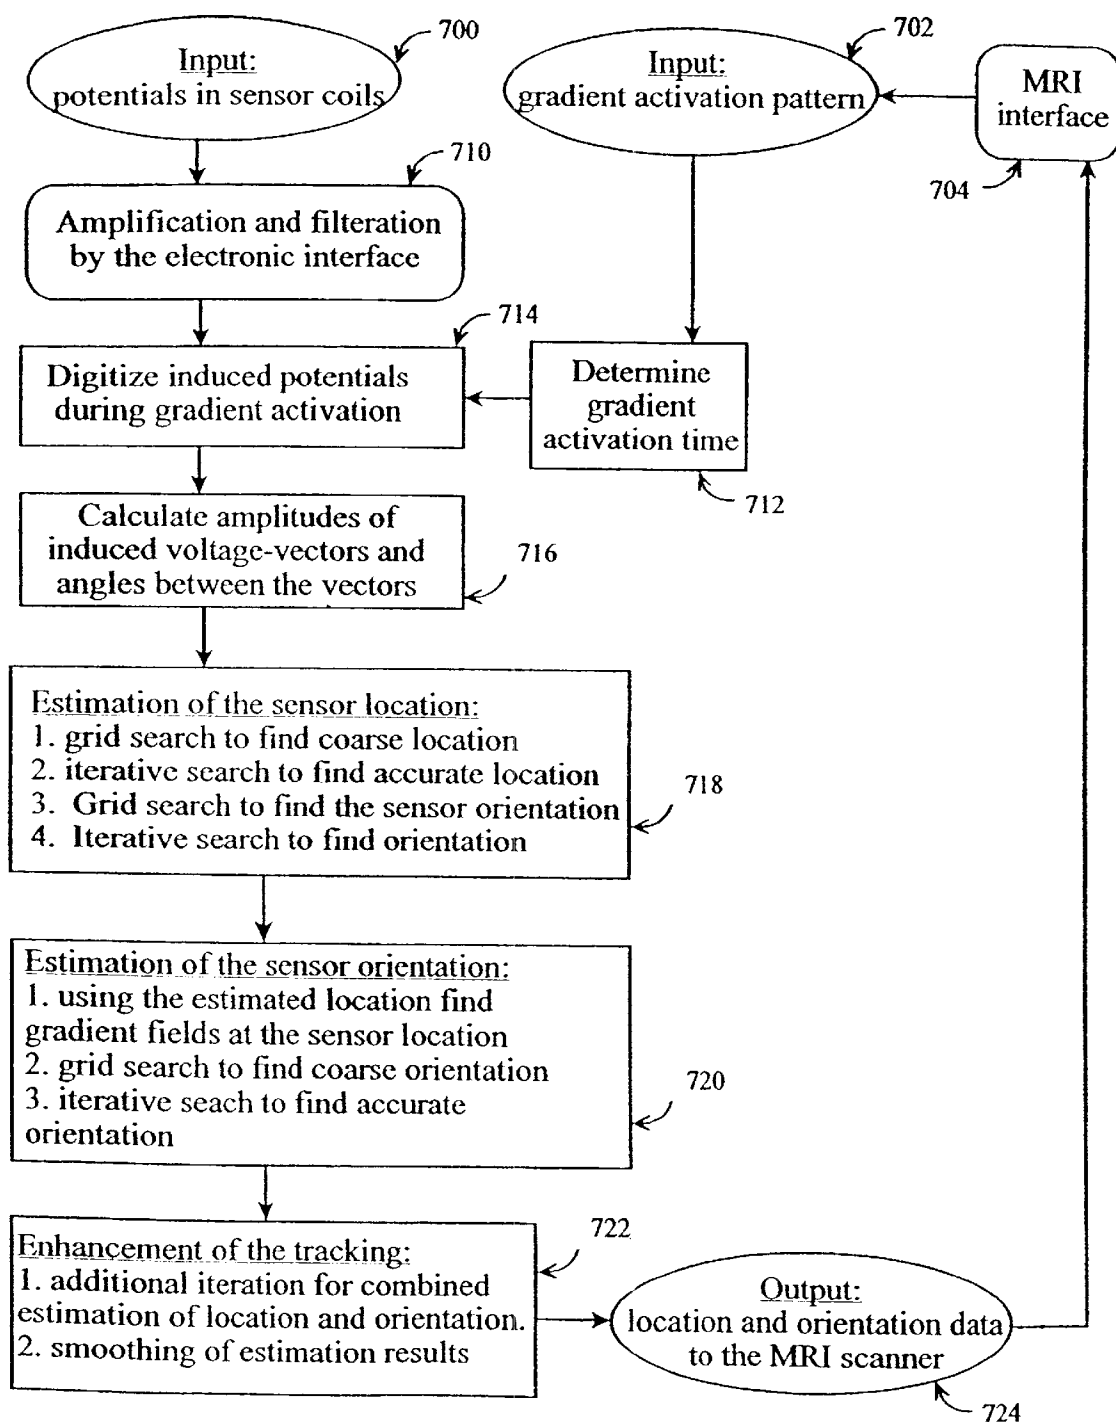 700
Input:
potentials in sensor coils
702
Input:
gradient activation pattern
MRI
interface
704
710
Amplification and filteration
by the electronic interface
714
Digitize induced potentials
during gradient activation
Determine
gradient
activation time
712
Calculate amplitudes of
induced voltage-vectors and
angles between the vectors
716
Estimation of the sensor location:
1. grid search to find coarse location
2. iterative search to find accurate location
3. Grid search to find the sensor orientation
4. Iterative search to find orientation
718
Estimation of the sensor orientation:
1. using the estimated location find
gradient fields at the sensor location
2. grid search to find coarse orientation
3. iterative seach to find accurate
orientation
720
Enhancement of the tracking:
1. additional iteration for combined
estimation of location and orientation.
2. smoothing of estimation results
722
Output:
location and orientation data
to the MRI scanner
724